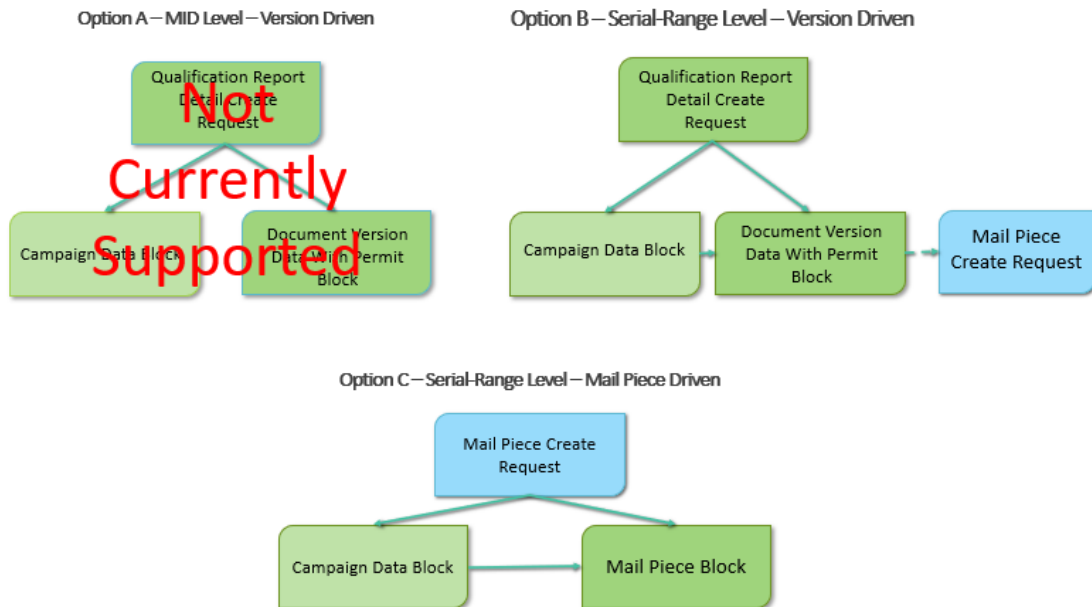 Option A – MID Level – Version Driven
Option B – Serial-Range Level – Version Driven
Qualification Report
Detail Create
Request
Not
Currently
Supported
Campaign Data Block
Document Version
Data With Permit
Block
Qualification Report
Detail Create
Request
Campaign Data Block
Document Version
Data With Permit
Block
Mail Piece
Create Request
Option C – Serial-Range Level – Mail Piece Driven
Mail Piece Create
Request
Campaign Data Block
Mail Piece Block